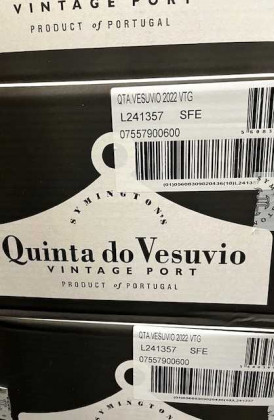 VINTAGE PORT
PRODUCT of PORTUGAL
QTA VESUVIO 2022 VTG
L241357 SFE
07557900600
SYMINGTON'S
Quinta do Vesuvio
VINTAGE PORT
PRODUCT of PORTUGAL
QTA VESUVIO 2022 VTG
L241357 SFE
07557900600